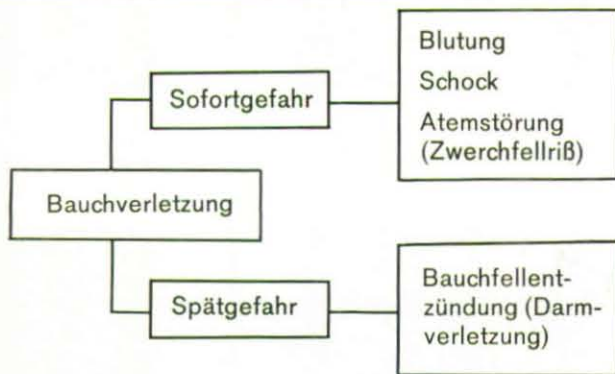 Blutung
Schock
Atemstörung
(Zwerchfellriß)
Sofortgefahr
Bauchverletzung
Spätgefahr
Bauchfellent-
zündung (Darm-
verletzung)